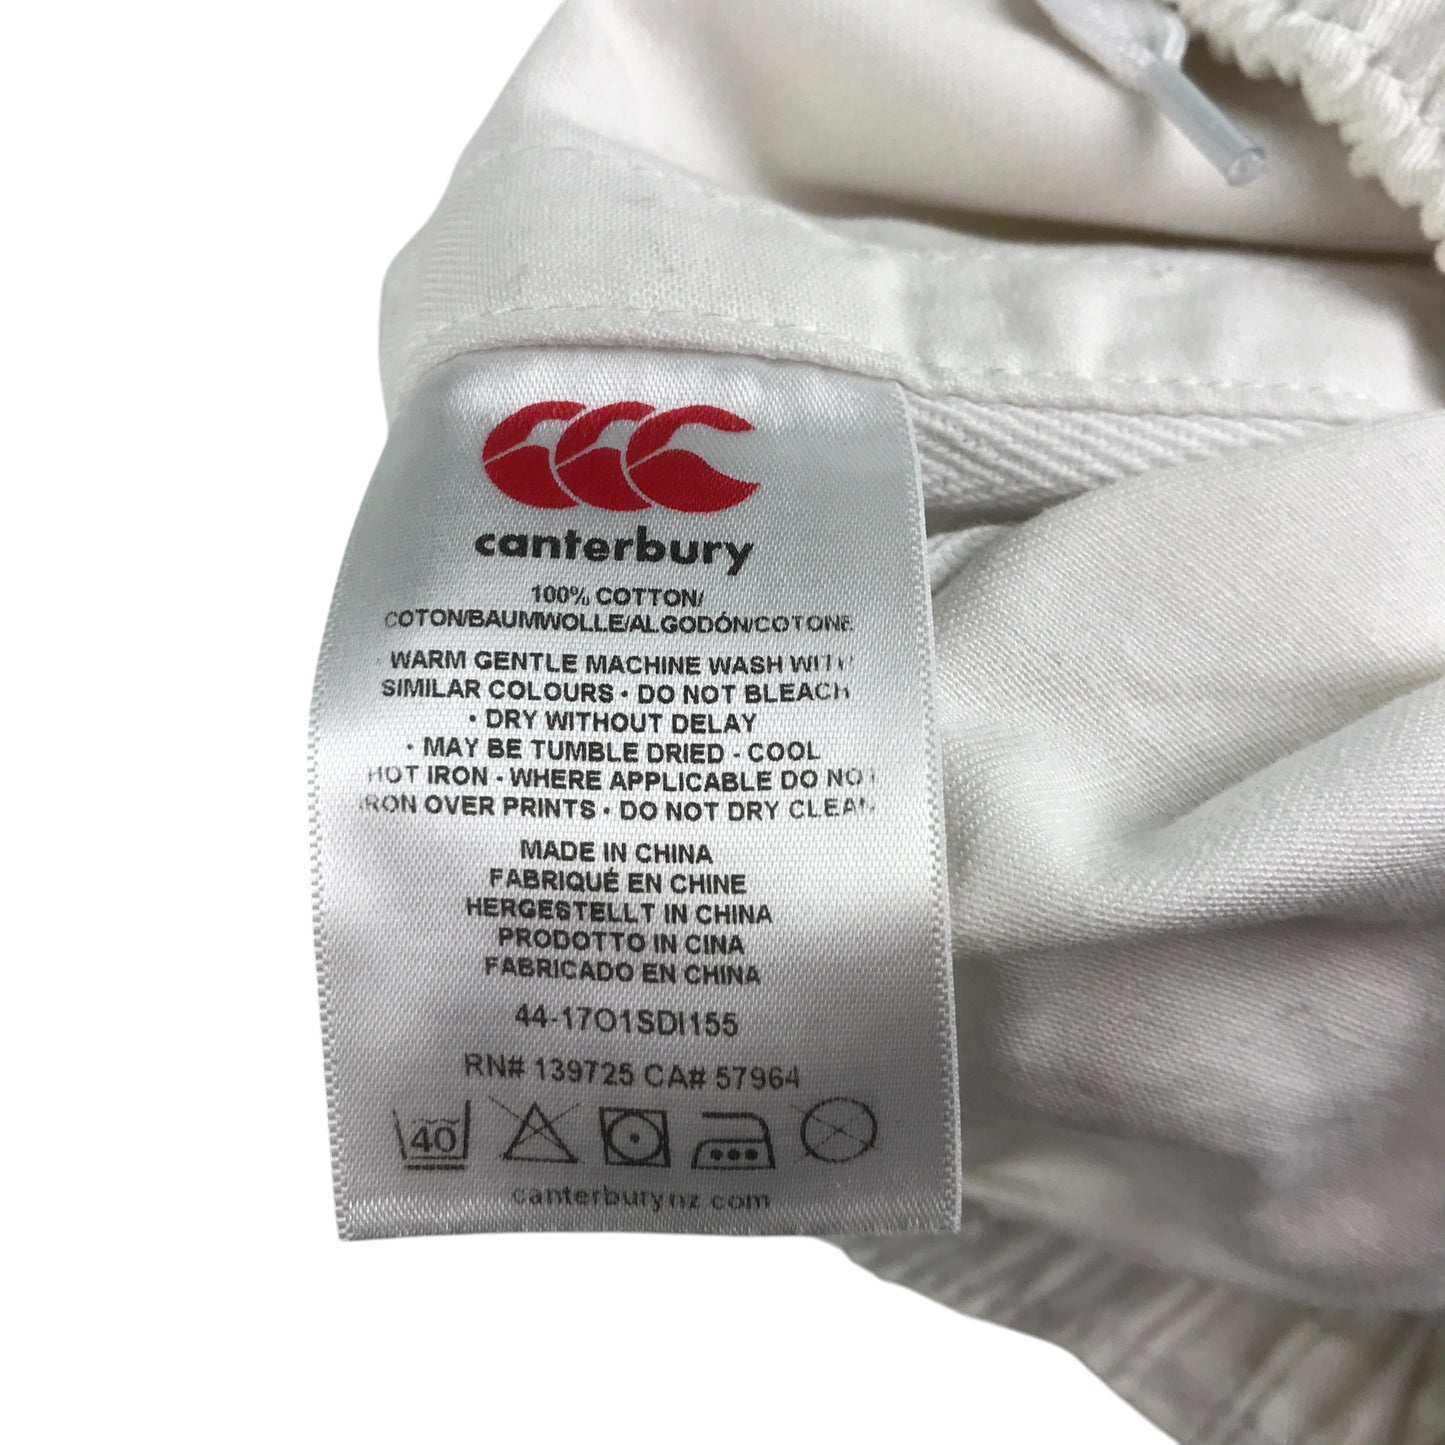 canterbury
100% COTTON/
COTON/BAUMWOLLE/ALGODÓN/COTONE
WARM GENTLE MACHINE WASH WITH
SIMILAR COLOURS • DO NOT BLEACH
• DRY WITHOUT DELAY
• MAY BE TUMBLE DRIED - COOL
HOT IRON - WHERE APPLICABLE DO NOT
IRON OVER PRINTS • DO NOT DRY CLEAN
MADE IN CHINA
FABRIQUÉ EN CHINE
HERGESTELLT IN CHINA
PRODOTTO IN CINA
FABRICADO EN CHINA
44-17O1SDI155
RN# 139725 CA# 57964
40
canterburynz.com